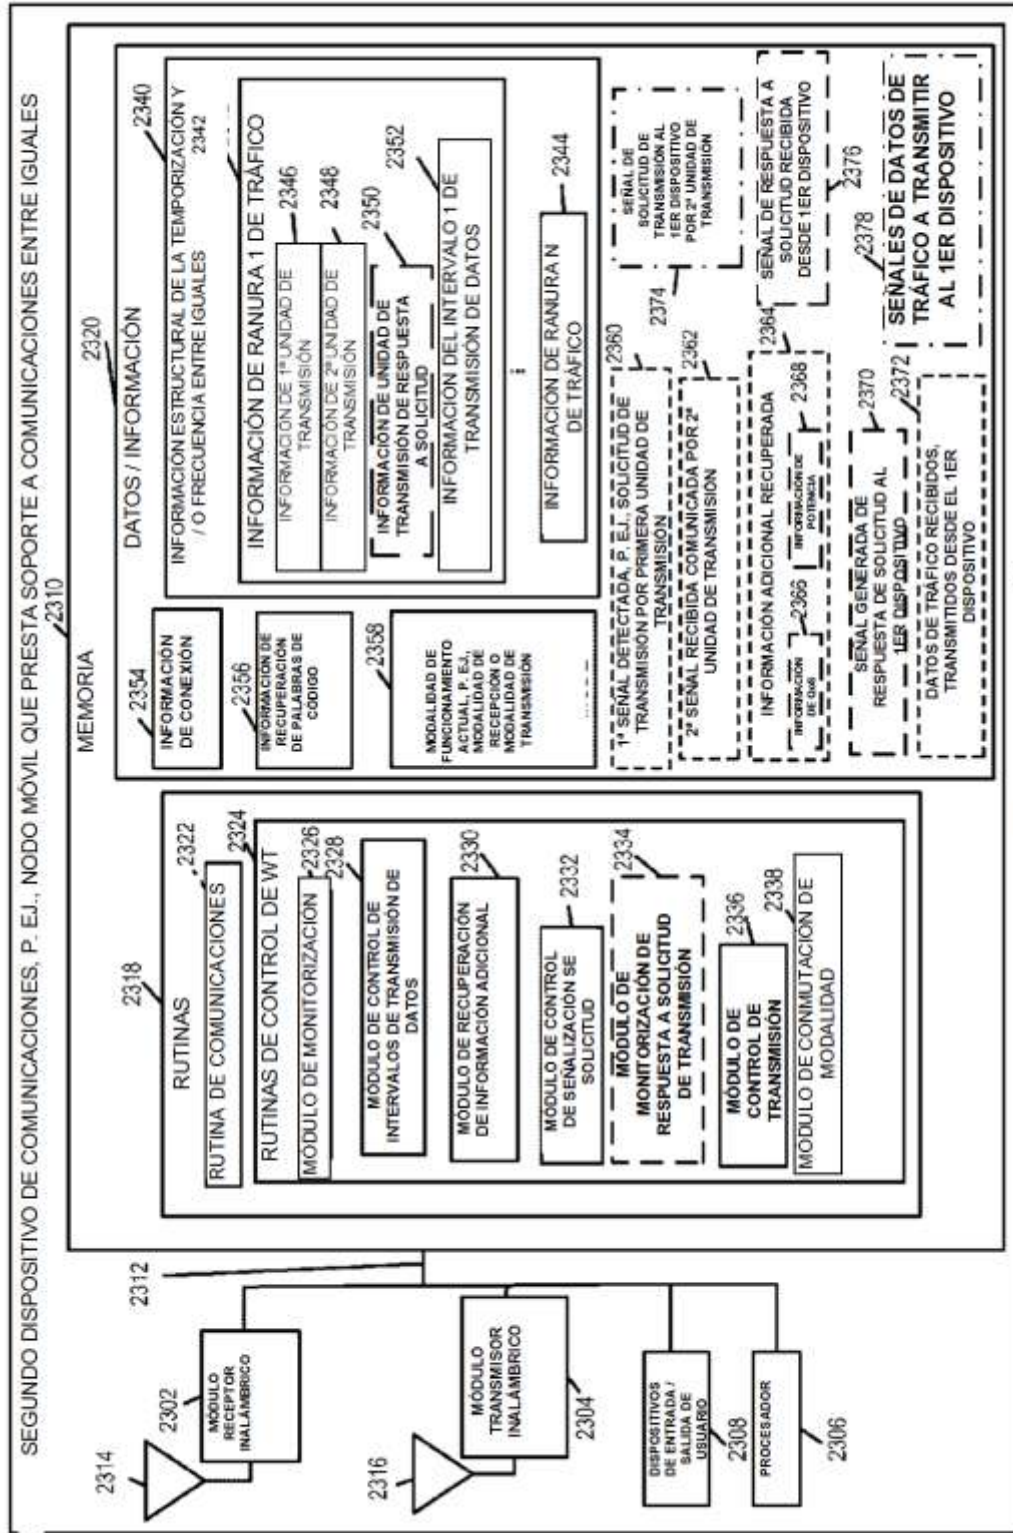 SEGUNDO DISPOSITIVO DE COMUNICACIONES, P. EJ., NODO MÓVIL QUE PRESTA SOPORTE A COMUNICACIONES ENTRE IGUALES
2314
2302
MÓDULO
RECEPTOR
INALÁMBRICO
2312
2316
MÓDULO
TRANSMISOR
INALÁMBRICO
2304
DISPOSITIVOS
DE ENTRADA /
SALIDA DE
USUARIO
2308
PROCESADOR
2306
2310
MEMORIA
2318
RUTINAS
2322
RUTINA DE COMUNICACIONES
2324
RUTINAS DE CONTROL DE WT
2326
MÓDULO DE MONITORIZACIÓN
2328
MÓDULO DE CONTROL DE
INTERVALOS DE TRANSMISIÓN DE
DATOS
2330
MÓDULO DE RECUPERACIÓN
DE INFORMACIÓN ADICIONAL
2332
MÓDULO DE CONTROL
DE SEÑALIZACIÓN SE
SOLICITUD
2334
MÓDULO DE
MONITORIZACIÓN DE
RESPUESTA A SOLICITUD
DE TRANSMISIÓN
2336
MÓDULO DE
CONTROL DE
TRANSMISIÓN
2338
MÓDULO DE CONMUTACIÓN DE
MODALIDAD
2320
DATOS / INFORMACIÓN
2354
INFORMACIÓN
DE CONEXIÓN
2356
INFORMACION DE
RECUPERACIÓN
DE PALABRAS DE
CÓDIGO
2358
MODALIDAD DE
FUNCIONAMIENTO
ACTUAL, P. EJ.,
MODALIDAD DE
RECEPCIÓN O
MODALIDAD DE
TRANSMISIÓN
2340
INFORMACIÓN ESTRUCTURAL DE LA TEMPORIZACIÓN Y
/ O FRECUENCIA ENTRE IGUALES
2342
INFORMACIÓN DE RANURA 1 DE TRÁFICO
2346
INFORMACIÓN DE 1ª UNIDAD DE
TRANSMISIÓN
2348
INFORMACIÓN DE 2ª UNIDAD DE
TRANSMISIÓN
2350
INFORMACIÓN DE UNIDAD DE
TRANSMISIÓN DE RESPUESTA
A SOLICITUD
2352
INFORMACIÓN DEL INTERVALO 1 DE
TRANSMISIÓN DE DATOS
...
2344
INFORMACIÓN DE RANURA N
DE TRÁFICO
2360
1ª SEÑAL DETECTADA, P. EJ., SOLICITUD DE
TRANSMISIÓN POR PRIMERA UNIDAD DE
TRANSMISIÓN
2362
2ª SEÑAL RECIBIDA COMUNICADA POR 2ª
UNIDAD DE TRANSMISIÓN
2364
INFORMACIÓN ADICIONAL RECUPERADA
2366
INFORMACIÓN
DE QoS
2368
INFORMACIÓN DE
POTENCIA
2370
SEÑAL GENERADA DE
RESPUESTA DE SOLICITUD AL
1ER DISPOSITIVO
2372
DATOS DE TRÁFICO RECIBIDOS,
TRANSMITIDOS DESDE EL 1ER
DISPOSITIVO
2374
SEÑAL DE
SOLICITUD DE
TRANSMISIÓN AL
1ER DISPOSITIVO
POR 2ª UNIDAD DE
TRANSMISIÓN
2376
SEÑAL DE RESPUESTA A
SOLICITUD RECIBIDA
DESDE 1ER DISPOSITIVO
2378
SEÑALES DE DATOS DE
TRÁFICO A TRANSMITIR
AL 1ER DISPOSITIVO